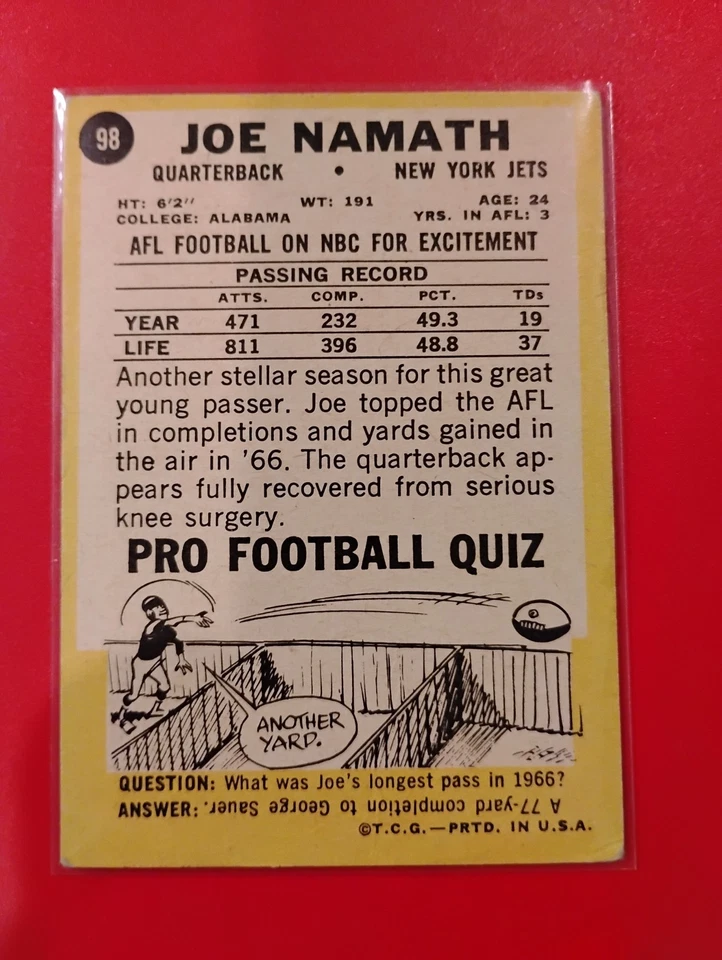 98 JOE NAMATH
QUARTERBACK • NEW YORK JETS
HT: 6'2" WT: 191 AGE: 24
COLLEGE: ALABAMA YRS. IN AFL: 3
AFL FOOTBALL ON NBC FOR EXCITEMENT
PASSING RECORD
ATTS. COMP. PCT. TDs
YEAR 471 232 49.3 19
LIFE 811 396 48.8 37
Another stellar season for this great
young passer. Joe topped the AFL
in completions and yards gained in
the air in '66. The quarterback ap-
pears fully recovered from serious
knee surgery.
PRO FOOTBALL QUIZ
ANOTHER
YARD.
QUESTION: What was Joe's longest pass in 1966?
ANSWER: A 77-yard completion to George Sauer.
©T.C.G.—PRTD. IN U.S.A.